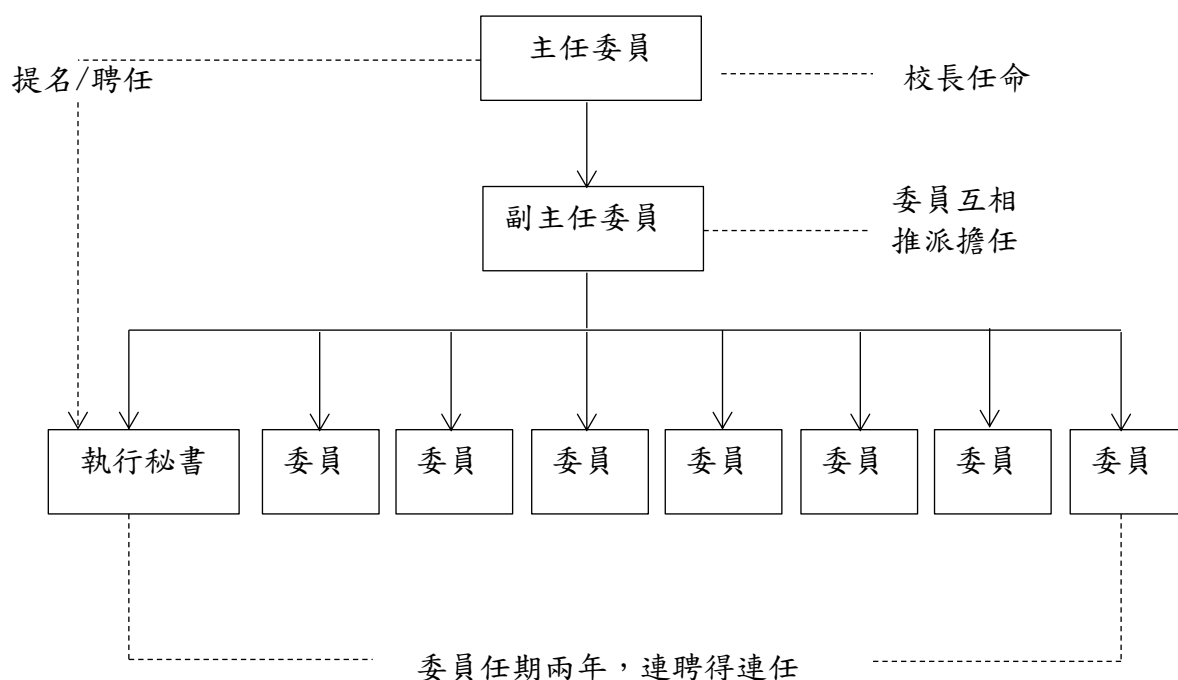 主任委員
提名/聘任
校長任命
副主任委員
委員互相
推派擔任
執行秘書
委員
委員
委員
委員
委員
委員
委員
委員任期兩年，連聘得連任